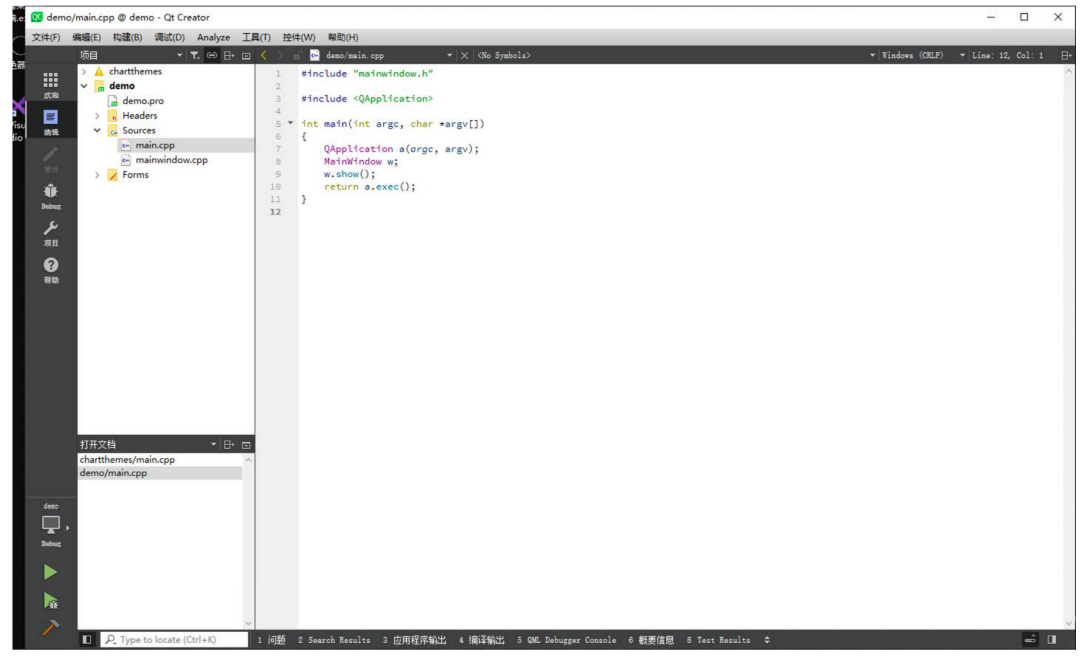 demo/main.cpp @ demo - Qt Creator
文件(F) 编辑(E) 构建(B) 调试(D) Analyze 工具(T) 控件(W) 帮助(H)
项目
demo/main.cpp
<No Symbols>
Windows (CRLF)
Line: 12, Col: 1
欢迎
编辑
设计
Debug
项目
帮助
chartthemes
demo
demo.pro
Headers
Sources
main.cpp
mainwindow.cpp
Forms
1 #include "mainwindow.h"
2
3 #include <QApplication>
4
5 int main(int argc, char *argv[])
6 {
7 QApplication a(argc, argv);
8 MainWindow w;
9 w.show();
10 return a.exec();
11 }
12
打开文档
chartthemes/main.cpp
demo/main.cpp
demo
Debug
Type to locate (Ctrl+K)
1 问题 2 Search Results 3 应用程序输出 4 编译输出 5 QML Debugger Console 6 概要信息 8 Test Results